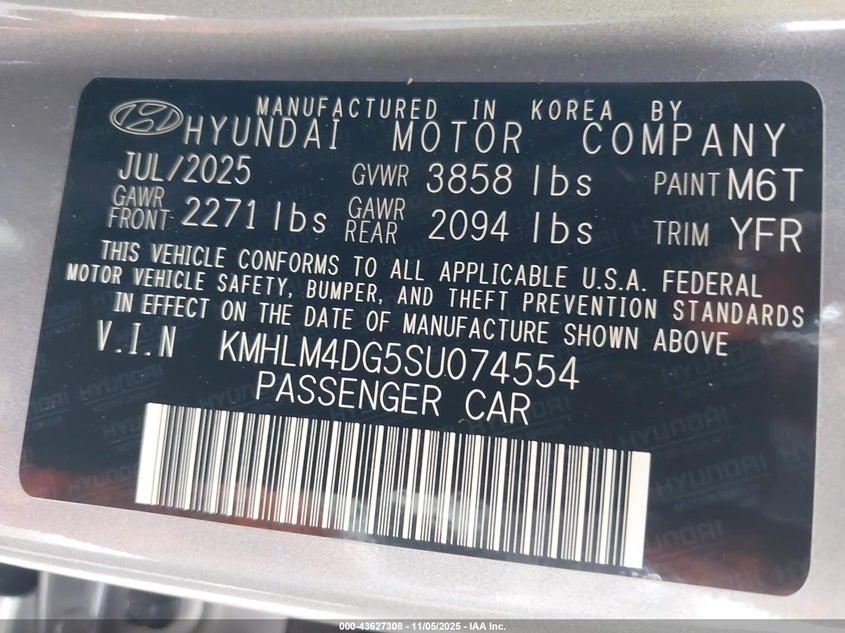 MANUFACTURED IN KOREA BY
HYUNDAI MOTOR COMPANY
JUL/2025 GVWR 3858 lbs PAINT M6T
GAWR FRONT 2271 lbs GAWR REAR 2094 lbs TRIM YFR
THIS VEHICLE CONFORMS TO ALL APPLICABLE U.S.A. FEDERAL
MOTOR VEHICLE SAFETY, BUMPER, AND THEFT PREVENTION STANDARDS
IN EFFECT ON THE DATE OF MANUFACTURE SHOWN ABOVE
V.I.N KMHLM4DG5SU074554
PASSENGER CAR
HYUNDAI
000-43627308 - 11/05/2025 - IAA Inc.